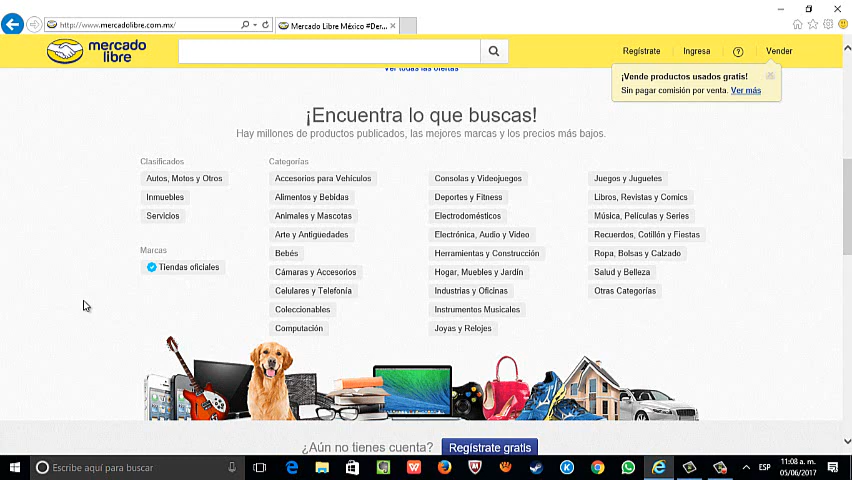 http://www.mercadolibre.com.mx/
Mercado Libre México #Der...
mercado
libre
Regístrate
Ingresa
?
Vender
Ver todas las ofertas
¡Vende productos usados gratis!
Sin pagar comisión por venta. Ver más
¡Encuentra lo que buscas!
Hay millones de productos publicados, las mejores marcas y los precios más bajos.
Clasificados
Autos, Motos y Otros
Inmuebles
Servicios
Marcas
Tiendas oficiales
Categorías
Accesorios para Vehículos
Alimentos y Bebidas
Animales y Mascotas
Arte y Antigüedades
Bebés
Cámaras y Accesorios
Celulares y Telefonía
Coleccionables
Computación
Consolas y Videojuegos
Deportes y Fitness
Electrodomésticos
Electrónica, Audio y Video
Herramientas y Construcción
Hogar, Muebles y Jardín
Industrias y Oficinas
Instrumentos Musicales
Joyas y Relojes
Juegos y Juguetes
Libros, Revistas y Comics
Música, Películas y Series
Recuerdos, Cotillón y Fiestas
Ropa, Bolsas y Calzado
Salud y Belleza
Otras Categorías
¿Aún no tienes cuenta? Regístrate gratis
Escribe aquí para buscar
ESP
11:08 a. m.
05/06/2017